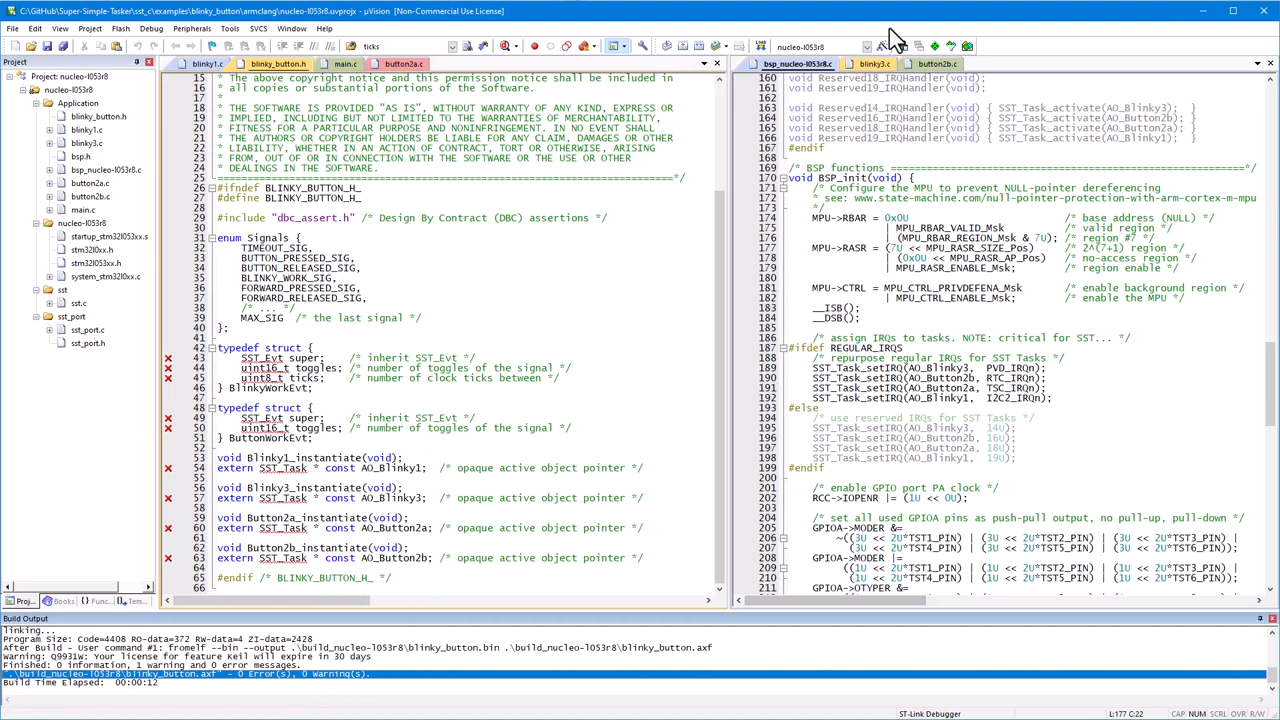 C:\GitHub\Super-Simple-Tasker\sst_c\examples\blinky_button\armclang\nucleo-l053r8.uvprojx - µVision [Non-Commercial Use License]
File Edit View Project Flash Debug Peripherals Tools SVCS Window Help
ticks
nucleo-l053r8
Project
Project: nucleo-l053r8
nucleo-l053r8
Application
blinky_button.h
blinky1.c
blinky3.c
bsp.h
bsp_nucleo-l053r8.c
button2a.c
button2b.c
main.c
nucleo-l053r8
startup_stm32l053xx.s
stm32l0xx.h
stm32l053xx.h
system_stm32l0xx.c
sst
sst.c
sst_port
sst_port.c
sst_port.h
Proj... Books Func... Tem...
blinky1.c blinky_button.h main.c button2a.c
15 * The above copyright notice and this permission notice shall be included in
16 * all copies or substantial portions of the Software.
17 *
18 * THE SOFTWARE IS PROVIDED "AS IS", WITHOUT WARRANTY OF ANY KIND, EXPRESS OR
19 * IMPLIED, INCLUDING BUT NOT LIMITED TO THE WARRANTIES OF MERCHANTABILITY,
20 * FITNESS FOR A PARTICULAR PURPOSE AND NONINFRINGEMENT. IN NO EVENT SHALL
21 * THE AUTHORS OR COPYRIGHT HOLDERS BE LIABLE FOR ANY CLAIM, DAMAGES OR OTHER
22 * LIABILITY, WHETHER IN AN ACTION OF CONTRACT, TORT OR OTHERWISE, ARISING
23 * FROM, OUT OF OR IN CONNECTION WITH THE SOFTWARE OR THE USE OR OTHER
24 * DEALINGS IN THE SOFTWARE.
25 ===========================================================================*/
26 #ifndef BLINKY_BUTTON_H_
27 #define BLINKY_BUTTON_H_
28
29 #include "dbc_assert.h" /* Design By Contract (DBC) assertions */
30
31 enum Signals {
32 TIMEOUT_SIG,
33 BUTTON_PRESSED_SIG,
34 BUTTON_RELEASED_SIG,
35 BLINKY_WORK_SIG,
36 FORWARD_PRESSED_SIG,
37 FORWARD_RELEASED_SIG,
38 /* ... */
39 MAX_SIG /* the last signal */
40 };
41
42 typedef struct {
43 SST_Evt super; /* inherit SST_Evt */
44 uint16_t toggles; /* number of toggles of the signal */
45 uint8_t ticks; /* number of clock ticks between */
46 } BlinkyWorkEvt;
47
48 typedef struct {
49 SST_Evt super; /* inherit SST_Evt */
50 uint16_t toggles; /* number of toggles of the signal */
51 } ButtonWorkEvt;
52
53 void Blinky1_instantiate(void);
54 extern SST_Task * const AO_Blinky1; /* opaque active object pointer */
55
56 void Blinky3_instantiate(void);
57 extern SST_Task * const AO_Blinky3; /* opaque active object pointer */
58
59 void Button2a_instantiate(void);
60 extern SST_Task * const AO_Button2a; /* opaque active object pointer */
61
62 void Button2b_instantiate(void);
63 extern SST_Task * const AO_Button2b; /* opaque active object pointer */
64
65 #endif /* BLINKY_BUTTON_H_ */
66
bsp_nucleo-l053r8.c blinky3.c button2b.c
160 void Reserved18_IRQHandler(void);
161 void Reserved19_IRQHandler(void);
162
163 void Reserved14_IRQHandler(void) { SST_Task_activate(AO_Blinky3); }
164 void Reserved16_IRQHandler(void) { SST_Task_activate(AO_Button2b); }
165 void Reserved18_IRQHandler(void) { SST_Task_activate(AO_Button2a); }
166 void Reserved19_IRQHandler(void) { SST_Task_activate(AO_Blinky1); }
167 #endif
168
169 /* BSP functions ===========================================================*/
170 void BSP_init(void) {
171 /* Configure the MPU to prevent NULL-pointer dereferencing
172 * see: www.state-machine.com/null-pointer-protection-with-arm-cortex-m-mpu
173 */
174 MPU->RBAR = 0x0U /* base address (NULL) */
175 | MPU_RBAR_VALID_Msk /* valid region */
176 | (MPU_RBAR_REGION_Msk & 7U); /* region #7 */
177 MPU->RASR = (7U << MPU_RASR_SIZE_Pos) /* 2^(7+1) region */
178 | (0x0U << MPU_RASR_AP_Pos) /* no-access region */
179 | MPU_RASR_ENABLE_Msk; /* region enable */
180
181 MPU->CTRL = MPU_CTRL_PRIVDEFENA_Msk /* enable background region */
182 | MPU_CTRL_ENABLE_Msk; /* enable the MPU */
183 __ISB();
184 __DSB();
185
186 /* assign IRQs to tasks. NOTE: critical for SST... */
187 #ifdef REGULAR_IRQS
188 /* repurpose regular IRQs for SST Tasks */
189 SST_Task_setIRQ(AO_Blinky3, PVD_IRQn);
190 SST_Task_setIRQ(AO_Button2b, RTC_IRQn);
191 SST_Task_setIRQ(AO_Button2a, TSC_IRQn);
192 SST_Task_setIRQ(AO_Blinky1, I2C2_IRQn);
193 #else
194 /* use reserved IRQs for SST Tasks */
195 SST_Task_setIRQ(AO_Blinky3, 14U);
196 SST_Task_setIRQ(AO_Button2b, 16U);
197 SST_Task_setIRQ(AO_Button2a, 18U);
198 SST_Task_setIRQ(AO_Blinky1, 19U);
199 #endif
200
201 /* enable GPIO port PA clock */
202 RCC->IOPENR |= (1U << 0U);
203
204 /* set all used GPIOA pins as push-pull output, no pull-up, pull-down */
205 GPIOA->MODER &=
206 ~((3U << 2U*TST1_PIN) | (3U << 2U*TST2_PIN) | (3U << 2U*TST3_PIN) |
207 (3U << 2U*TST4_PIN) | (3U << 2U*TST5_PIN) | (3U << 2U*TST6_PIN));
208 GPIOA->MODER |=
209 ((1U << 2U*TST1_PIN) | (1U << 2U*TST2_PIN) | (1U << 2U*TST3_PIN) |
210 (1U << 2U*TST4_PIN) | (1U << 2U*TST5_PIN) | (1U << 2U*TST6_PIN));
211 GPIOA->OTYPER &=
Build Output
linking...
Program Size: Code=4408 RO-data=372 RW-data=4 ZI-data=2428
After Build - User command #1: fromelf --bin --output .\build_nucleo-l053r8\blinky_button.bin .\build_nucleo-l053r8\blinky_button.axf
Warning: Q9931W: Your license for feature Keil will expire in 30 days
Finished: 0 information, 1 warning and 0 error messages.
".\build_nucleo-l053r8\blinky_button.axf" - 0 Error(s), 0 Warning(s).
Build Time Elapsed: 00:00:12
ST-Link Debugger L:177 C:22 CAP NUM SCRL OVR R/W